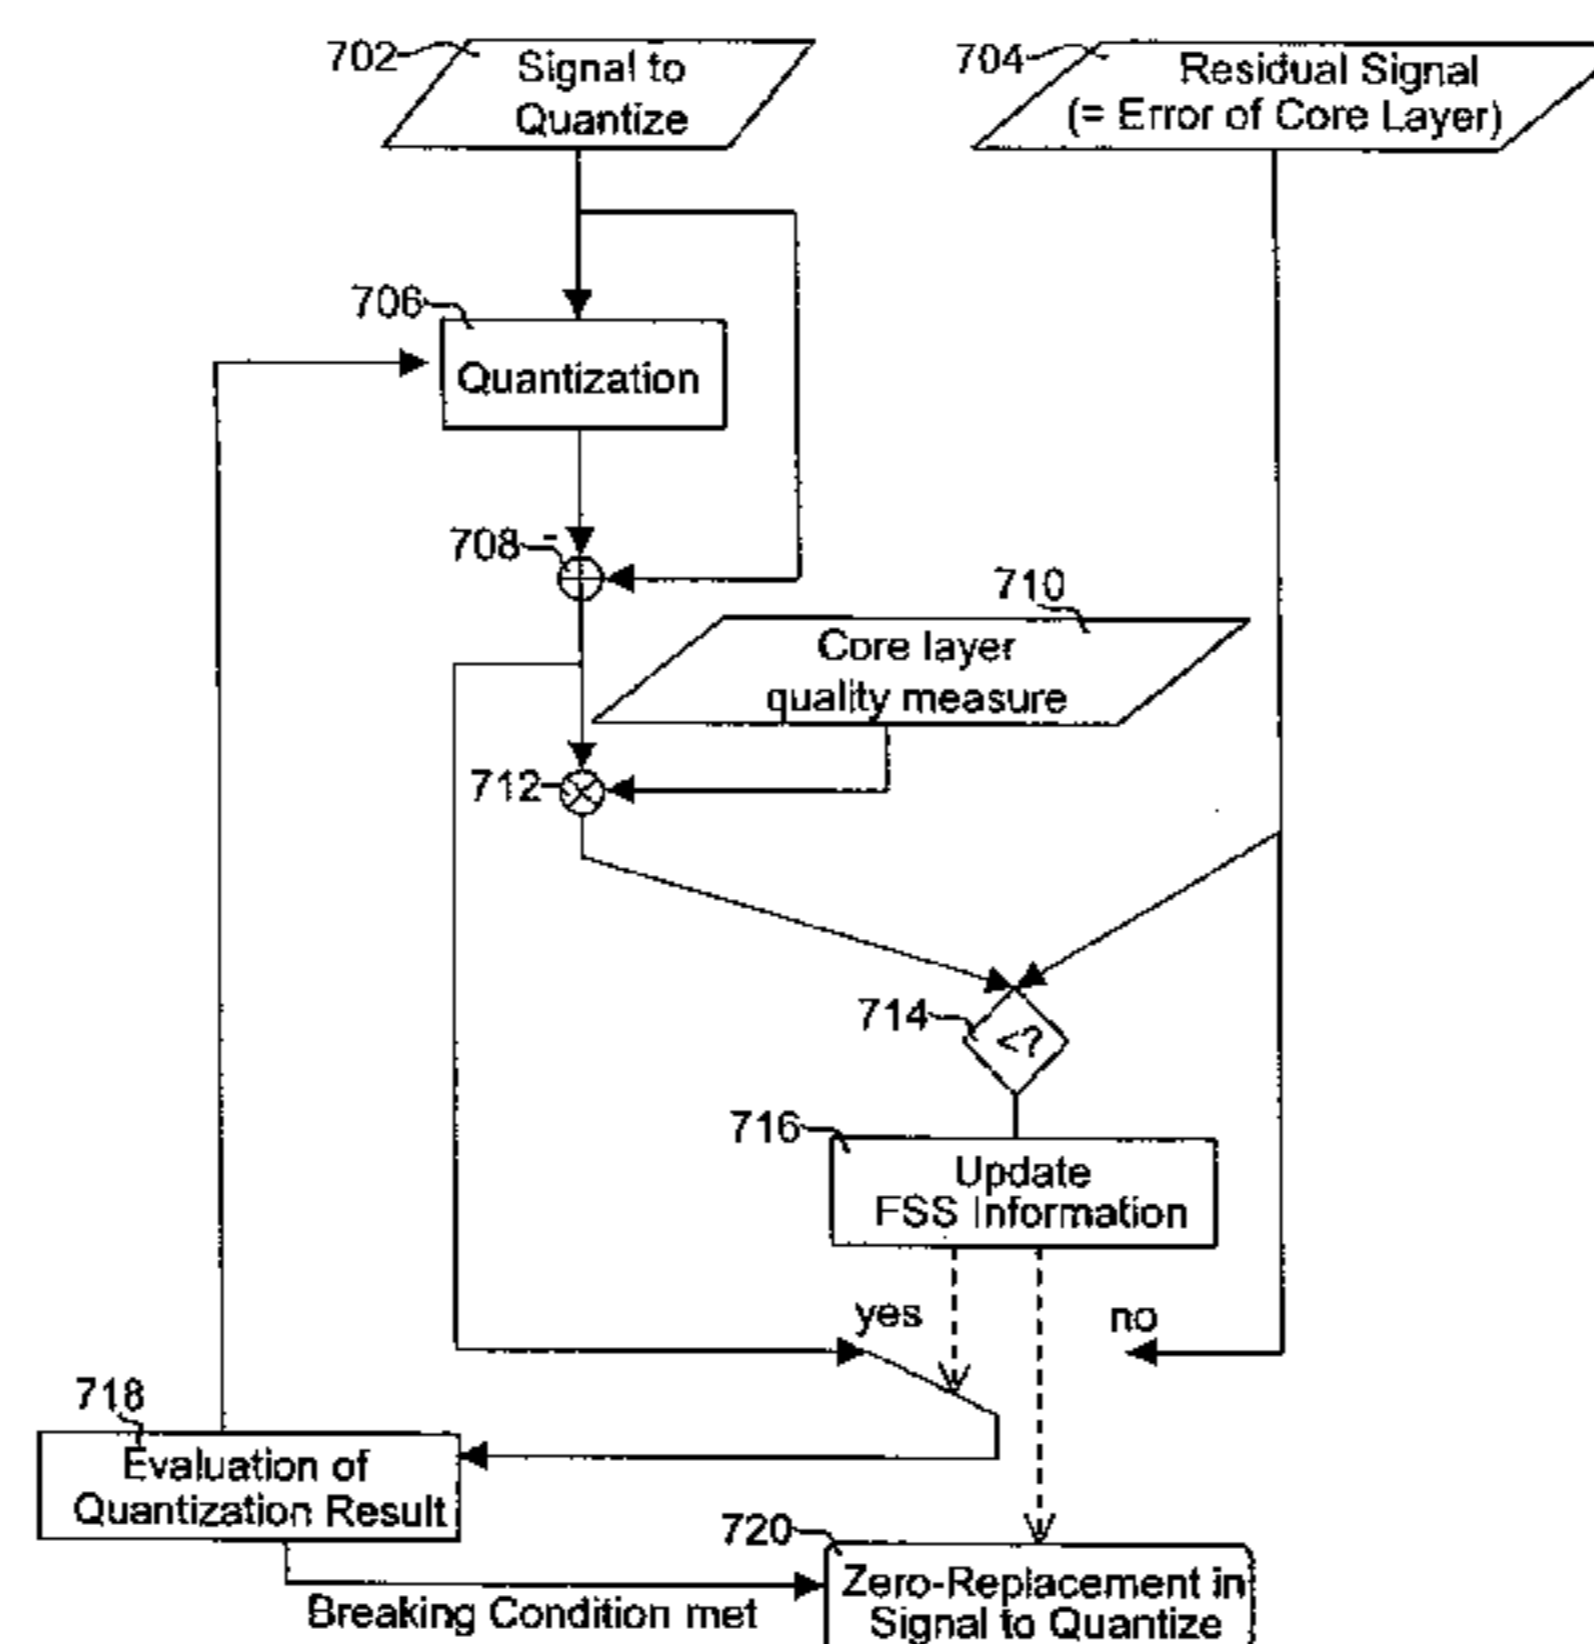 702
Signal to
Quantize
704
Residual Signal
(= Error of Core Layer)
706
Quantization
708
-
710
Core layer
quality measure
712
714
<?
716
Update
FSS Information
yes
no
718
Evaluation of
Quantization Result
720
Zero-Replacement in
Signal to Quantize
Breaking Condition met